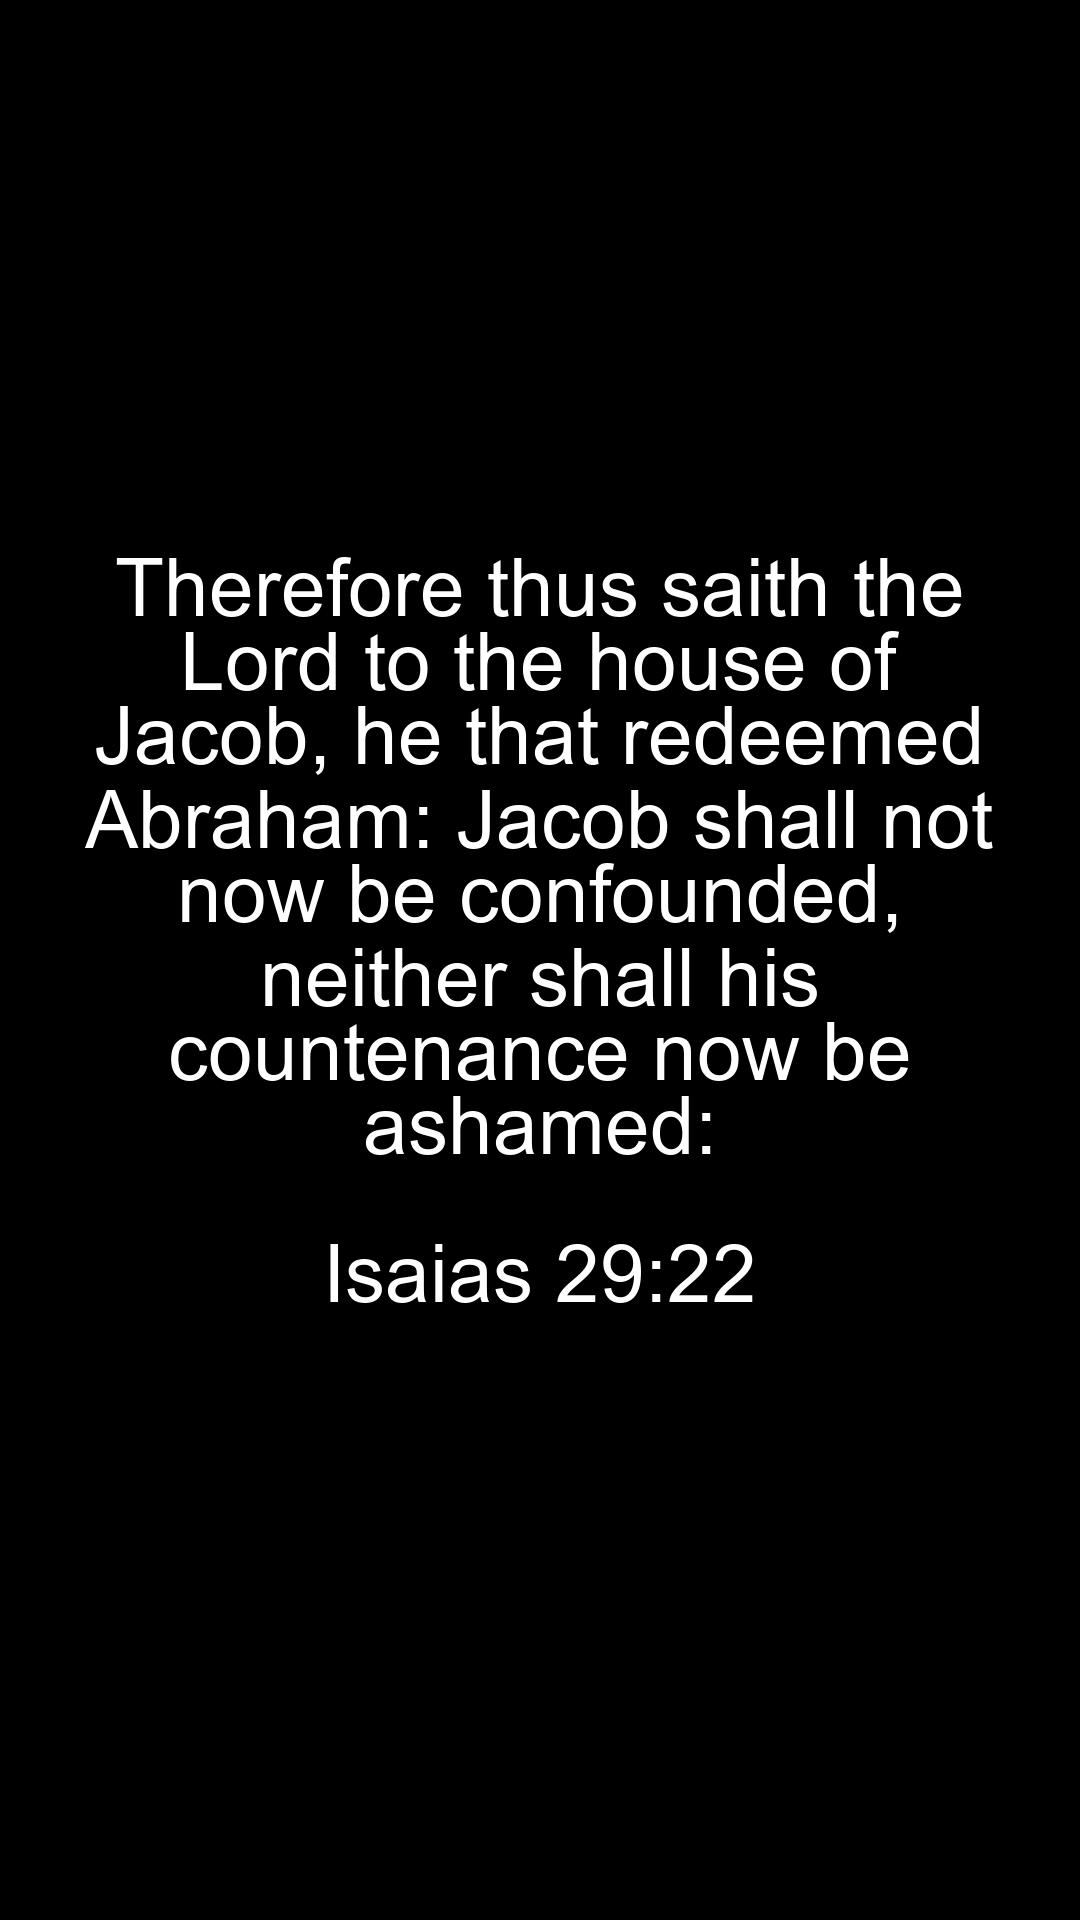 Therefore thus saith the
Lord to the house of
Jacob, he that redeemed
Abraham: Jacob shall not
now be confounded,
neither shall his
countenance now be
ashamed:
Isaias 29:22